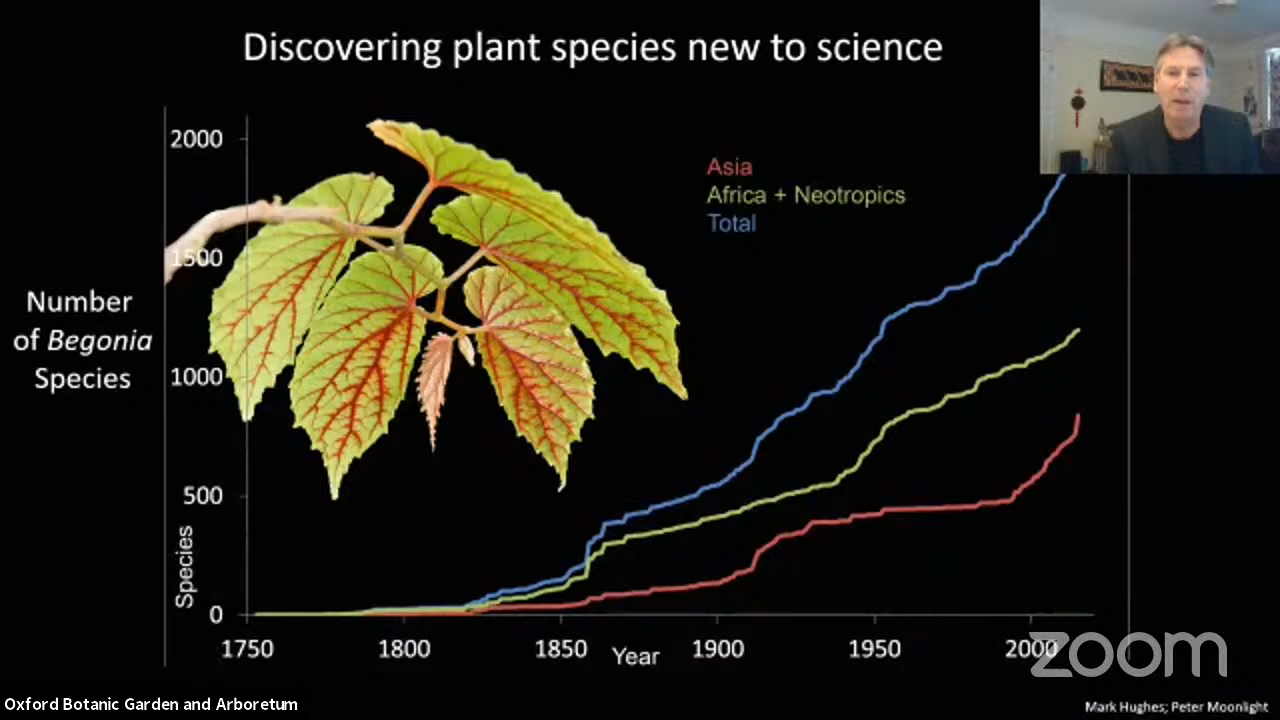 Discovering plant species new to science
2000
1500
1000
500
0
Number
of Begonia
Species
Species
Asia
Africa + Neotropics
Total
1750
1800
1850
1900
1950
2000
Year
zoom
Oxford Botanic Garden and Arboretum
Mark Hughes; Peter Moonlight